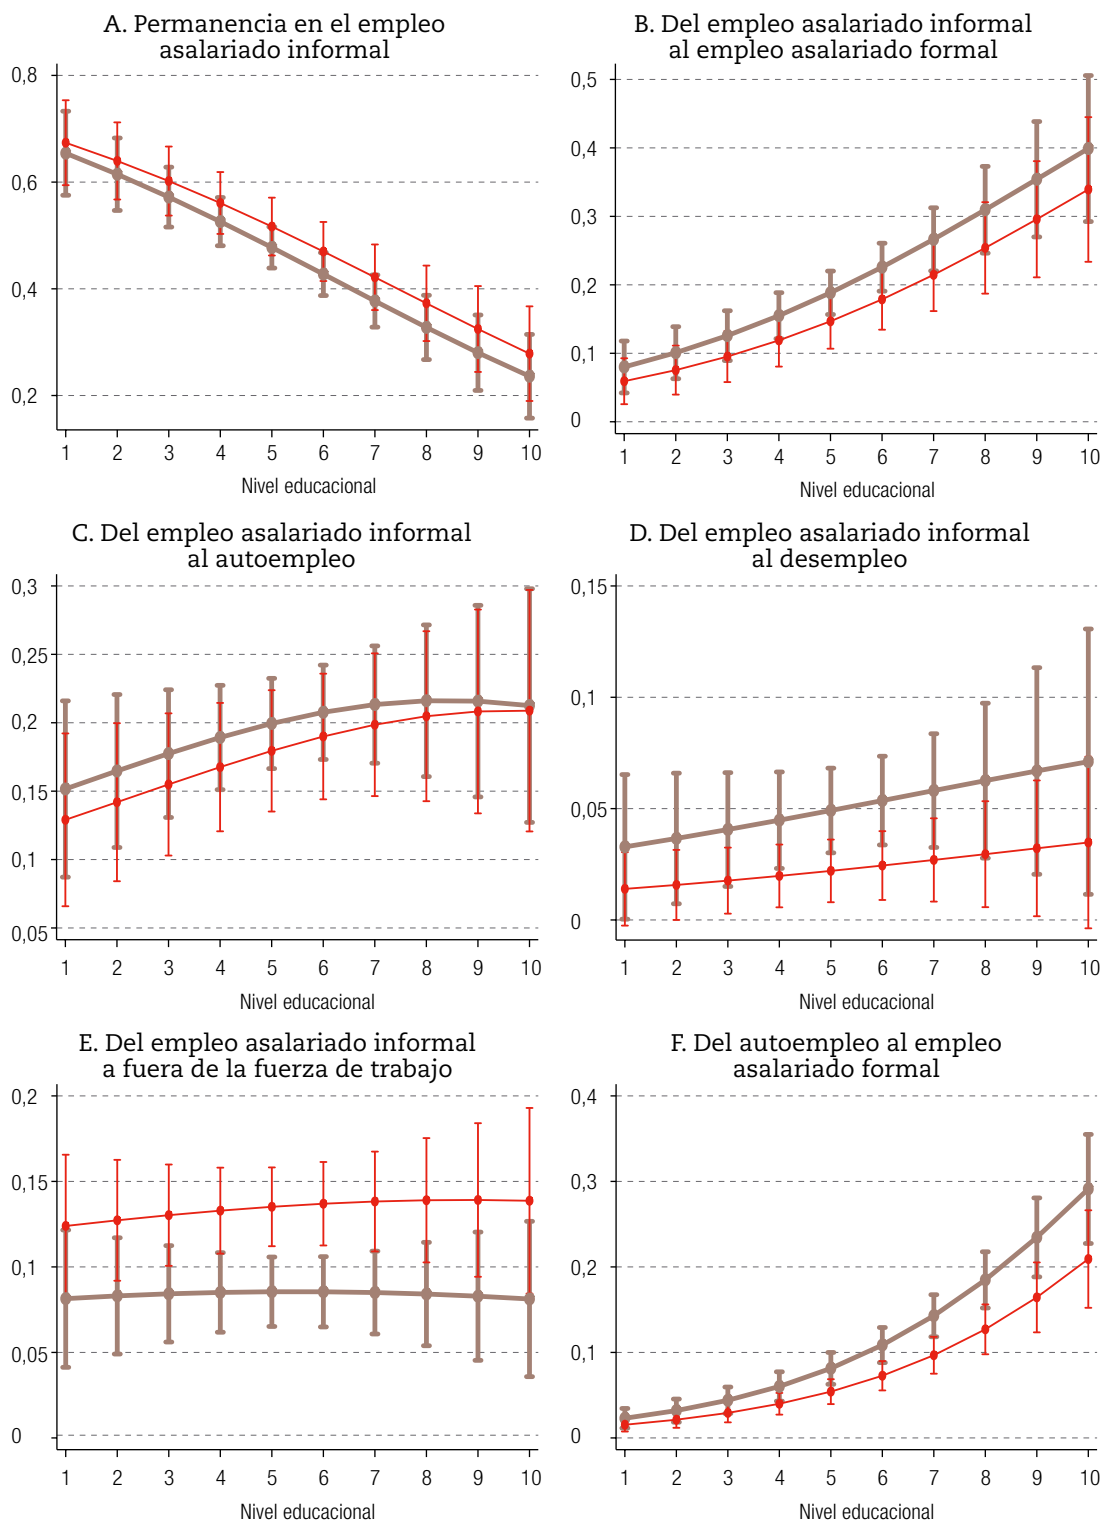 A. Permanencia en el empleo
asalariado informal
0,8
0,6
0,4
0,2
1 2 3 4 5 6 7 8 9 10
Nivel educacional
B. Del empleo asalariado informal
al empleo asalariado formal
0,5
0,4
0,3
0,2
0,1
0
1 2 3 4 5 6 7 8 9 10
Nivel educacional
C. Del empleo asalariado informal
al autoempleo
0,3
0,25
0,2
0,15
0,1
0,05
1 2 3 4 5 6 7 8 9 10
Nivel educacional
D. Del empleo asalariado informal
al desempleo
0,15
0,1
0,05
0
1 2 3 4 5 6 7 8 9 10
Nivel educacional
E. Del empleo asalariado informal
a fuera de la fuerza de trabajo
0,2
0,15
0,1
0,05
0
1 2 3 4 5 6 7 8 9 10
Nivel educacional
F. Del autoempleo al empleo
asalariado formal
0,4
0,3
0,2
0,1
0
1 2 3 4 5 6 7 8 9 10
Nivel educacional